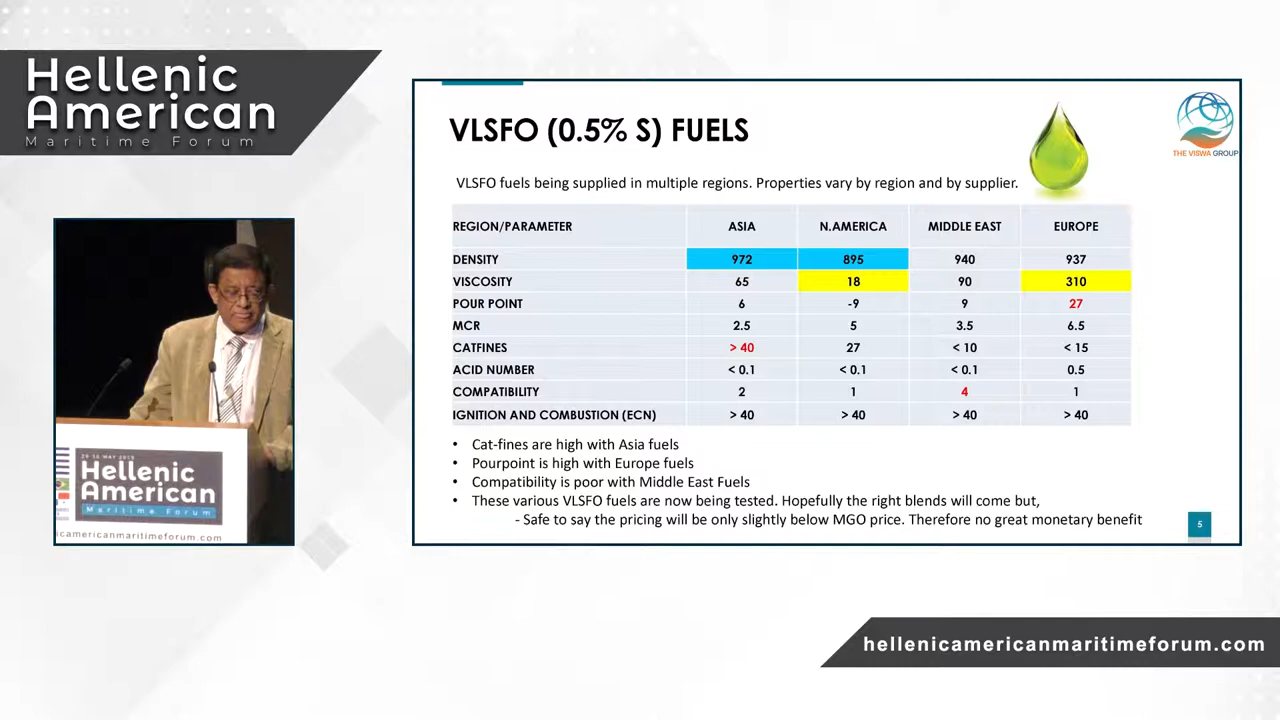 Hellenic
American
Maritime Forum
VLSFO (0.5% S) FUELS
THE VISWA GROUP
VLSFO fuels being supplied in multiple regions. Properties vary by region and by supplier.
REGION/PARAMETER ASIA N.AMERICA MIDDLE EAST EUROPE
DENSITY 972 895 940 937
VISCOSITY 65 18 90 310
POUR POINT 6 -9 9 27
MCR 2.5 5 3.5 6.5
CATFINES > 40 27 < 10 < 15
ACID NUMBER < 0.1 < 0.1 < 0.1 0.5
COMPATIBILITY 2 1 4 1
IGNITION AND COMBUSTION (ECN) > 40 > 40 > 40 > 40
• Cat-fines are high with Asia fuels
• Pourpoint is high with Europe fuels
• Compatibility is poor with Middle East Fuels
• These various VLSFO fuels are now being tested. Hopefully the right blends will come but,
- Safe to say the pricing will be only slightly below MGO price. Therefore no great monetary benefit
5
Hellenic
American
Maritime Forum
icamericanmaritimeforum.com
hellenicamericanmaritimeforum.com